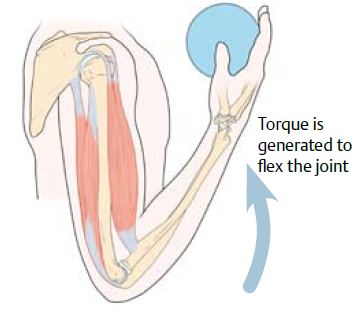 Torque is
generated to
flex the joint